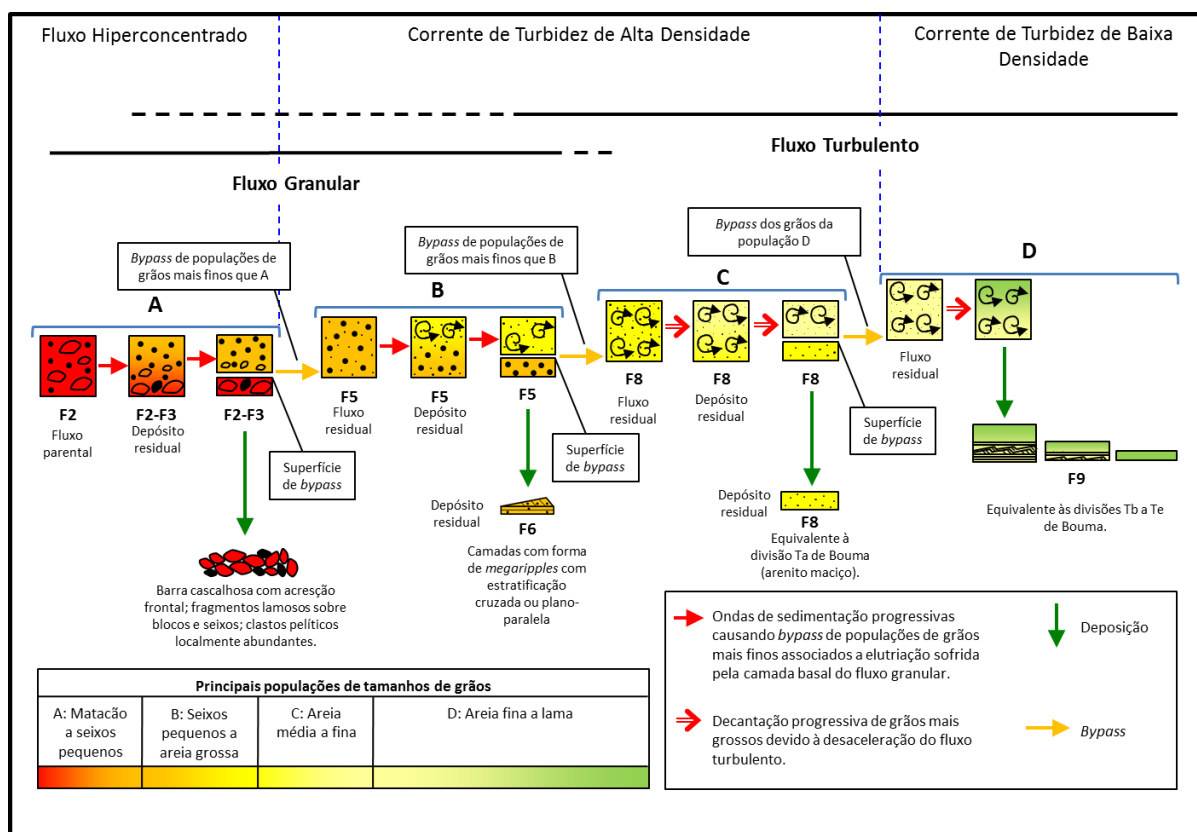 Fluxo Hiperconcentrado
Corrente de Turbidez de Alta Densidade
Corrente de Turbidez de Baixa
Densidade
Fluxo Turbulento
Fluxo Granular
Bypass de populações de
grãos mais finos que A
Bypass de populações de
grãos mais finos que B
Bypass dos grãos da
população D
A
B
C
D
F2
Fluxo
parental
F2-F3
Depósito
residual
F2-F3
Superfície
de bypass
F5
Fluxo
residual
F5
Depósito
residual
F5
Superfície
de bypass
F8
Fluxo
residual
F8
Depósito
residual
F8
Superfície
de bypass
Fluxo
residual
Barra cascalhosa com acresção
frontal; fragmentos lamosos sobre
blocos e seixos; clastos pelíticos
localmente abundantes.
Depósito
residual
F6
Camadas com forma
de megaripples com
estratificação
cruzada ou plano-
paralela
Depósito
residual
F8
Equivalente à
divisão Ta de Bouma
(arenito maciço).
F9
Equivalente às divisões Tb a Te
de Bouma.
Principais populações de tamanhos de grãos
A: Matacão
a seixos
pequenos
B: Seixos
pequenos a
areia grossa
C: Areia
média a fina
D: Areia fina a lama
Ondas de sedimentação progressivas
causando bypass de populações de grãos
mais finos associados a elutriação sofrida
pela camada basal do fluxo granular.
Deposição
Decantação progressiva de grãos mais
grossos devido à desaceleração do fluxo
turbulento.
Bypass